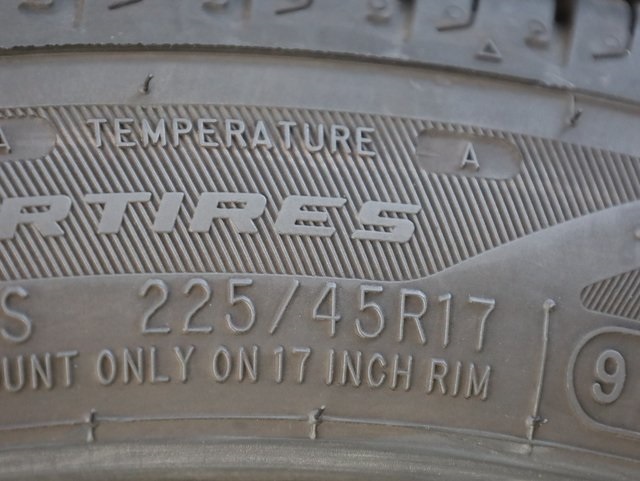 A TEMPERATURE A
RTIRES
S 225/45R17
UNT ONLY ON 17 INCH RIM
9